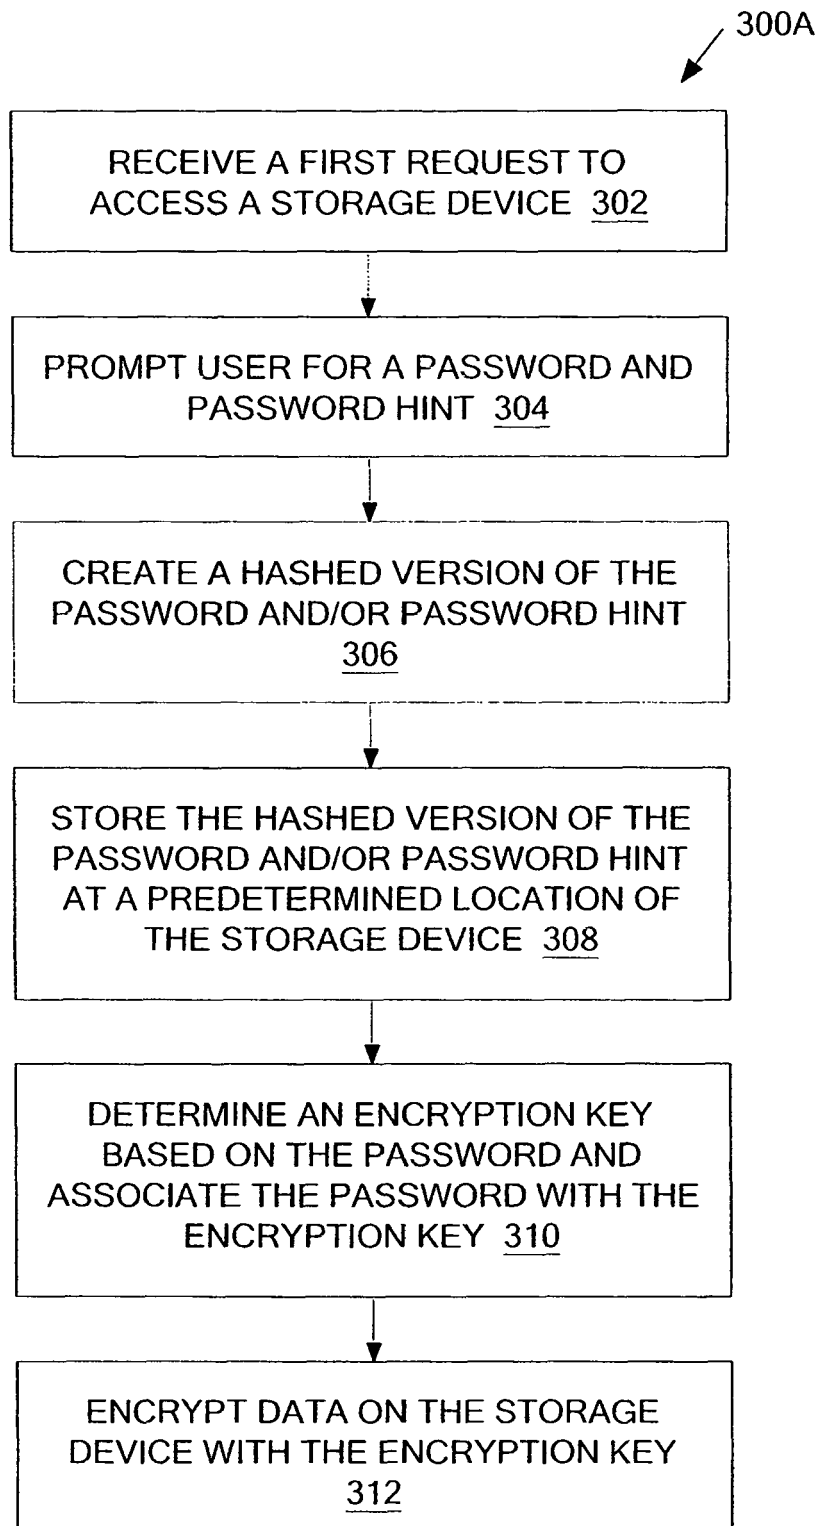 300A
RECEIVE A FIRST REQUEST TO
ACCESS A STORAGE DEVICE 302
PROMPT USER FOR A PASSWORD AND
PASSWORD HINT 304
CREATE A HASHED VERSION OF THE
PASSWORD AND/OR PASSWORD HINT
306
STORE THE HASHED VERSION OF THE
PASSWORD AND/OR PASSWORD HINT
AT A PREDETERMINED LOCATION OF
THE STORAGE DEVICE 308
DETERMINE AN ENCRYPTION KEY
BASED ON THE PASSWORD AND
ASSOCIATE THE PASSWORD WITH THE
ENCRYPTION KEY 310
ENCRYPT DATA ON THE STORAGE
DEVICE WITH THE ENCRYPTION KEY
312